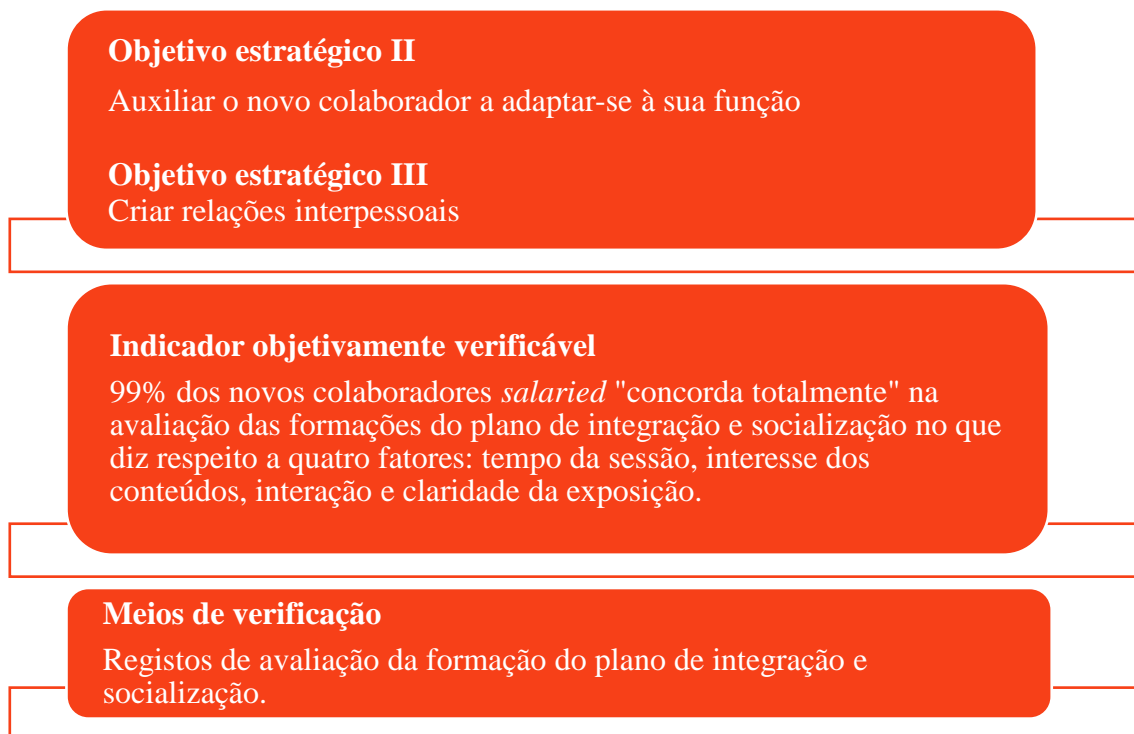 Objetivo estratégico II
Auxiliar o novo colaborador a adaptar-se à sua função
Objetivo estratégico III
Criar relações interpessoais
Indicador objetivamente verificável
99% dos novos colaboradores salaried "concorda totalmente" na
avaliação das formações do plano de integração e socialização no que
diz respeito a quatro fatores: tempo da sessão, interesse dos
conteúdos, interação e claridade da exposição.
Meios de verificação
Registos de avaliação da formação do plano de integração e
socialização.